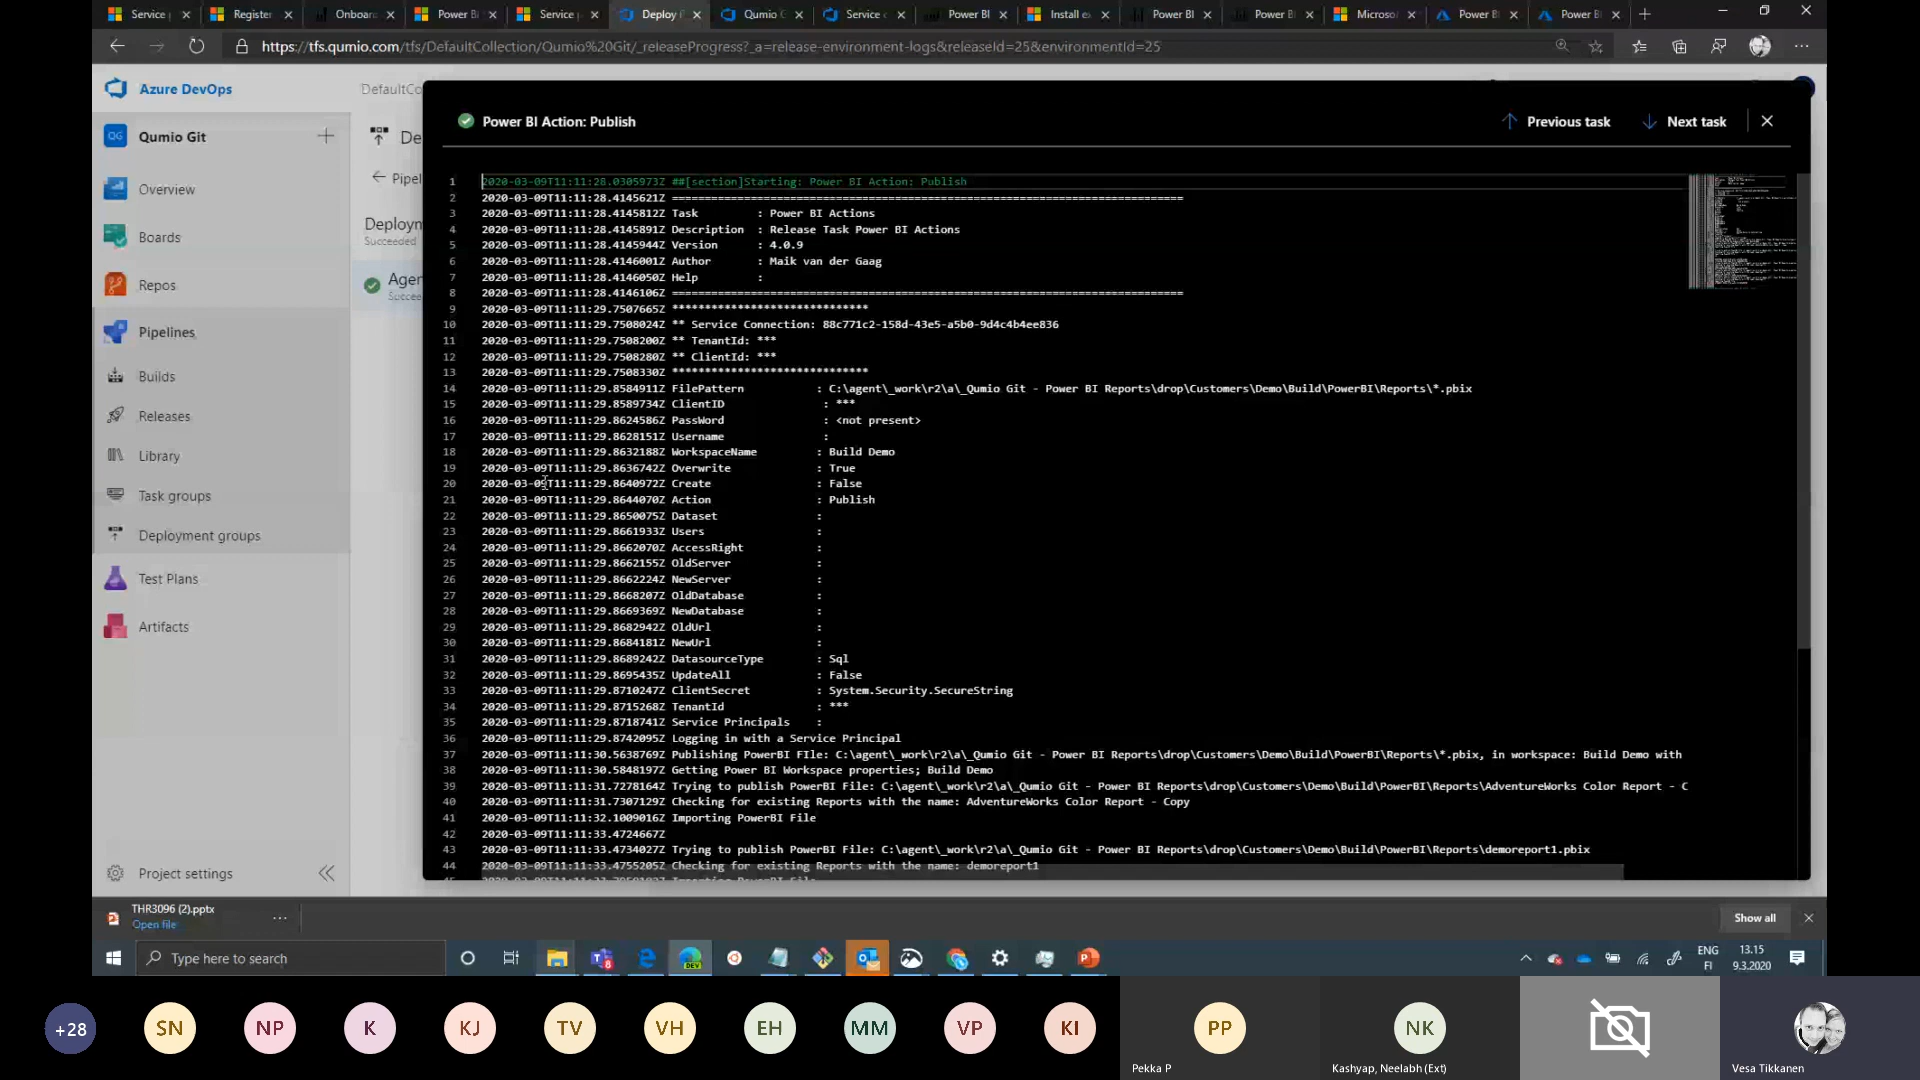 Service
Register
Onboar
Power BI
Service
Deploy
Qumio
Service
Power BI
Install e
Power BI
Power B
Microso
Power B
Power B
https://tfs.qumio.com/tfs/DefaultCollection/Qumio%20Git/_releaseProgress?_a=release-environment-logs&releaseId=25&environmentId=25
Azure DevOps
DefaultCo
QG Qumio Git
Overview
Boards
Repos
Pipelines
Builds
Releases
Library
Task groups
Deployment groups
Test Plans
Artifacts
Project settings
De
Pipel
Deploym
Succeeded
Agen
Succe
Power BI Action: Publish
Previous task
Next task
1 2020-03-09T11:11:28.0305973Z ##[section]Starting: Power BI Action: Publish
2 2020-03-09T11:11:28.4145621Z ==============================================================================
3 2020-03-09T11:11:28.4145812Z Task : Power BI Actions
4 2020-03-09T11:11:28.4145891Z Description : Release Task Power BI Actions
5 2020-03-09T11:11:28.4145944Z Version : 4.0.9
6 2020-03-09T11:11:28.4146001Z Author : Maik van der Gaag
7 2020-03-09T11:11:28.4146050Z Help :
8 2020-03-09T11:11:28.4146106Z ==============================================================================
9 2020-03-09T11:11:29.7507665Z ******************************
10 2020-03-09T11:11:29.7508024Z ** Service Connection: 88c771c2-158d-43e5-a5b0-9d4c4b4ee836
11 2020-03-09T11:11:29.7508200Z ** TenantId: ***
12 2020-03-09T11:11:29.7508280Z ** ClientId: ***
13 2020-03-09T11:11:29.7508330Z ******************************
14 2020-03-09T11:11:29.8584911Z FilePattern : C:\agent\_work\r2\a\_Qumio Git - Power BI Reports\drop\Customers\Demo\Build\PowerBI\Reports\*.pbix
15 2020-03-09T11:11:29.8589734Z ClientID : ***
16 2020-03-09T11:11:29.8624586Z PassWord : <not present>
17 2020-03-09T11:11:29.8628151Z Username :
18 2020-03-09T11:11:29.8632188Z WorkspaceName : Build Demo
19 2020-03-09T11:11:29.8636742Z Overwrite : True
20 2020-03-09T11:11:29.8640972Z Create : False
21 2020-03-09T11:11:29.8644070Z Action : Publish
22 2020-03-09T11:11:29.8650075Z Dataset :
23 2020-03-09T11:11:29.8661933Z Users :
24 2020-03-09T11:11:29.8662070Z AccessRight :
25 2020-03-09T11:11:29.8662155Z OldServer :
26 2020-03-09T11:11:29.8662224Z NewServer :
27 2020-03-09T11:11:29.8668207Z OldDatabase :
28 2020-03-09T11:11:29.8669369Z NewDatabase :
29 2020-03-09T11:11:29.8682942Z OldUrl :
30 2020-03-09T11:11:29.8684181Z NewUrl :
31 2020-03-09T11:11:29.8689242Z DatasourceType : Sql
32 2020-03-09T11:11:29.8695435Z UpdateAll : False
33 2020-03-09T11:11:29.8710247Z ClientSecret : System.Security.SecureString
34 2020-03-09T11:11:29.8715268Z TenantId : ***
35 2020-03-09T11:11:29.8718741Z Service Principals :
36 2020-03-09T11:11:29.8742095Z Logging in with a Service Principal
37 2020-03-09T11:11:30.5638769Z Publishing PowerBI FIle: C:\agent\_work\r2\a\_Qumio Git - Power BI Reports\drop\Customers\Demo\Build\PowerBI\Reports\*.pbix, in workspace: Build Demo with
38 2020-03-09T11:11:30.5848197Z Getting Power BI Workspace properties; Build Demo
39 2020-03-09T11:11:31.7278164Z Trying to publish PowerBI File: C:\agent\_work\r2\a\_Qumio Git - Power BI Reports\drop\Customers\Demo\Build\PowerBI\Reports\AdventureWorks Color Report - C
40 2020-03-09T11:11:31.7307129Z Checking for existing Reports with the name: AdventureWorks Color Report - Copy
41 2020-03-09T11:11:32.1009016Z Importing PowerBI File
42 2020-03-09T11:11:33.4724667Z
43 2020-03-09T11:11:33.4734027Z Trying to publish PowerBI File: C:\agent\_work\r2\a\_Qumio Git - Power BI Reports\drop\Customers\Demo\Build\PowerBI\Reports\demoreport1.pbix
44 2020-03-09T11:11:33.4755205Z Checking for existing Reports with the name: demoreport1
THR3096 (2).pptx
Open file
Show all
Type here to search
ENG
FI
13.15
9.3.2020
+28
SN
NP
K
KJ
TV
VH
EH
MM
VP
KI
PP
NK
Pekka P
Kashyap, Neelabh (Ext)
Vesa Tikkanen